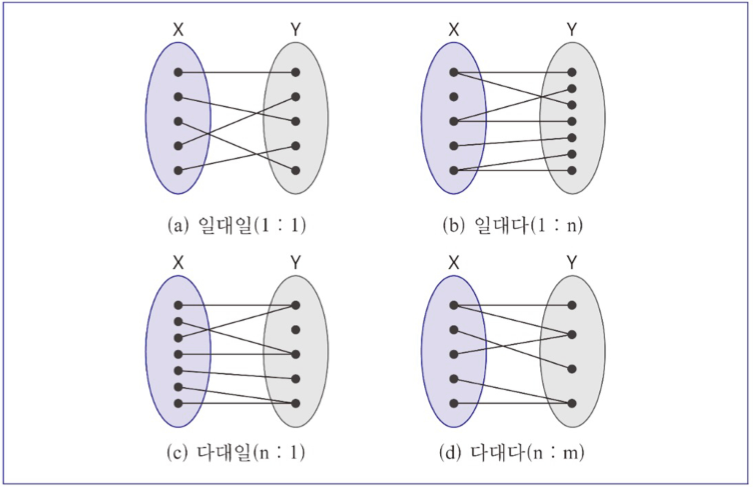 X Y X Y
(a) 일대일(1 : 1) (b) 일대다(1 : n)
X Y X Y
(c) 다대일(n : 1) (d) 다대다(n : m)